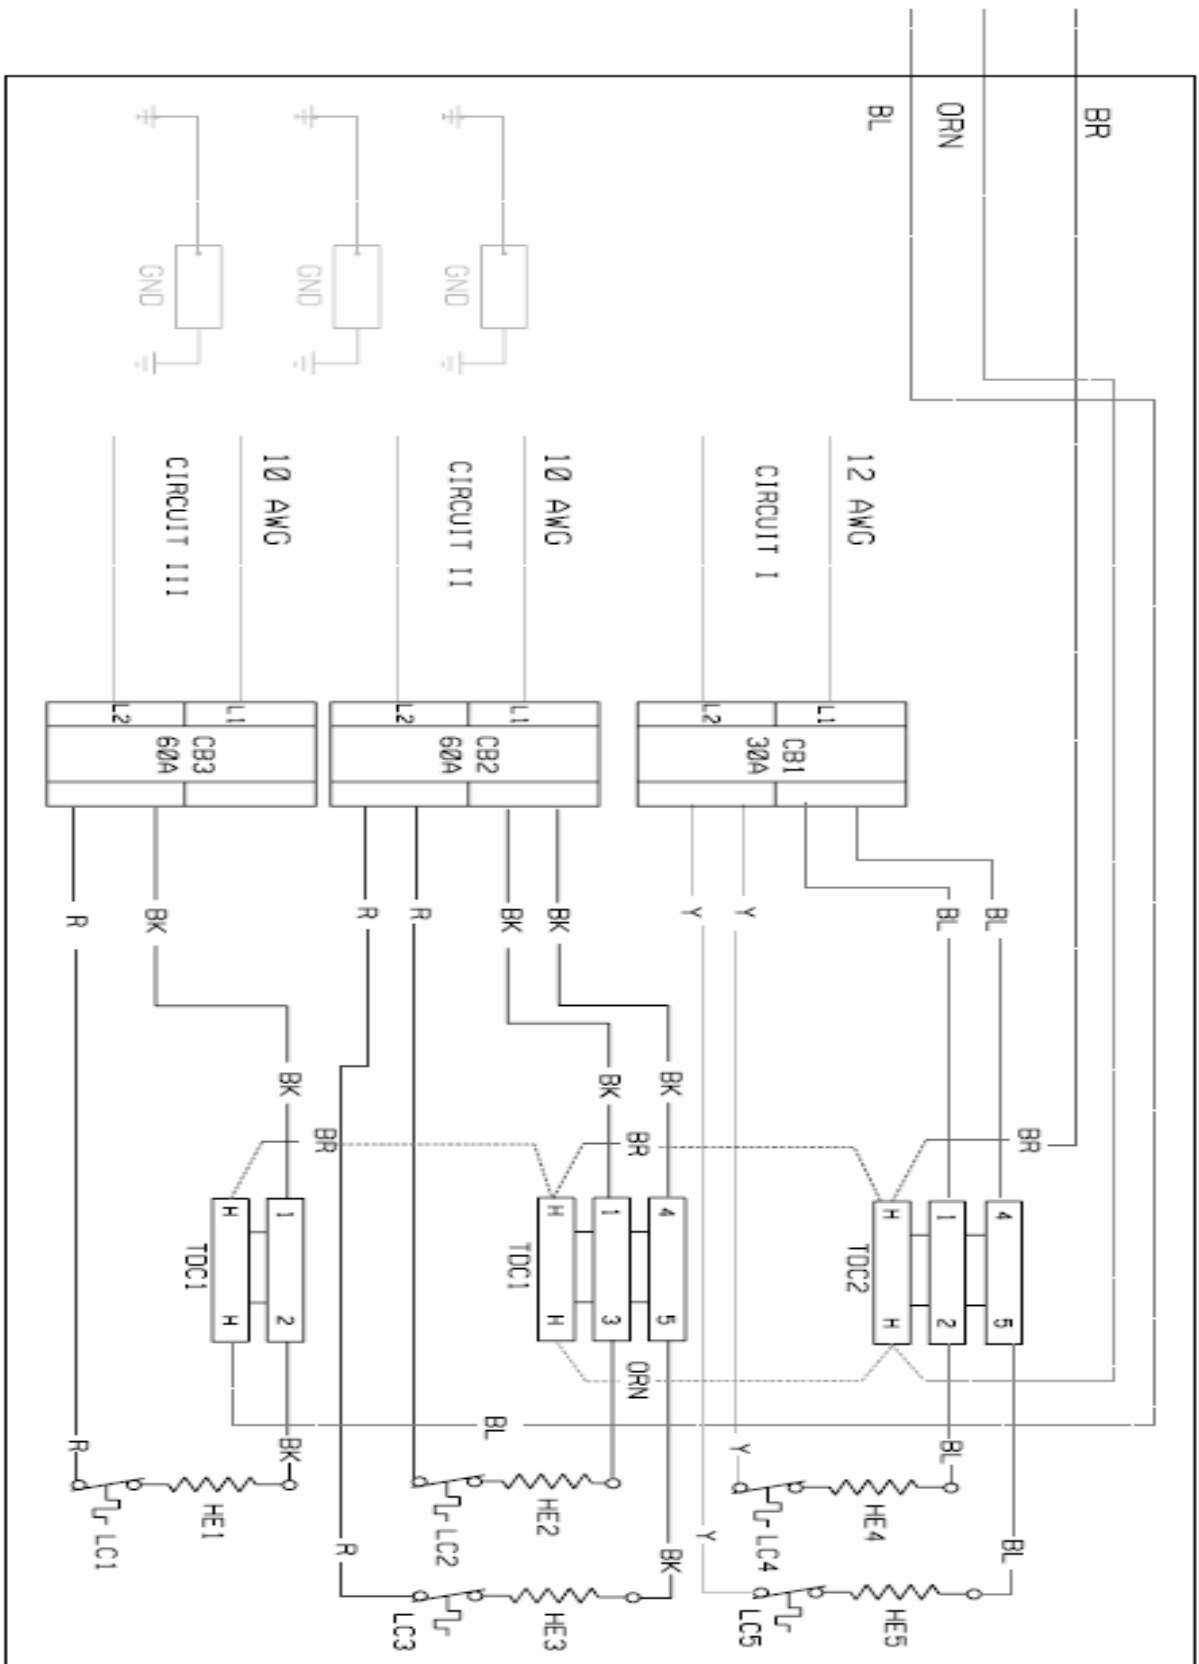 BL
ORN
BR
GND
GND
GND
10 AWG
CIRCUIT III
10 AWG
CIRCUIT II
12 AWG
CIRCUIT I
L2
L1
CB3
60A
L2
L1
CB2
60A
L2
L1
CB1
30A
R
BK
R
R
BK
BK
Y
Y
BL
BL
BK
BK
BK
BR
BR
BR
H
1
H
1
4
H
1
4
TDC1
TDC1
TDC2
H
2
H
3
5
H
2
5
ORN
BL
R
BK
Y
BL
LC1
HE1
LC2
HE2
LC4
HE4
R
BK
Y
BL
LC3
HE3
LC5
HE5